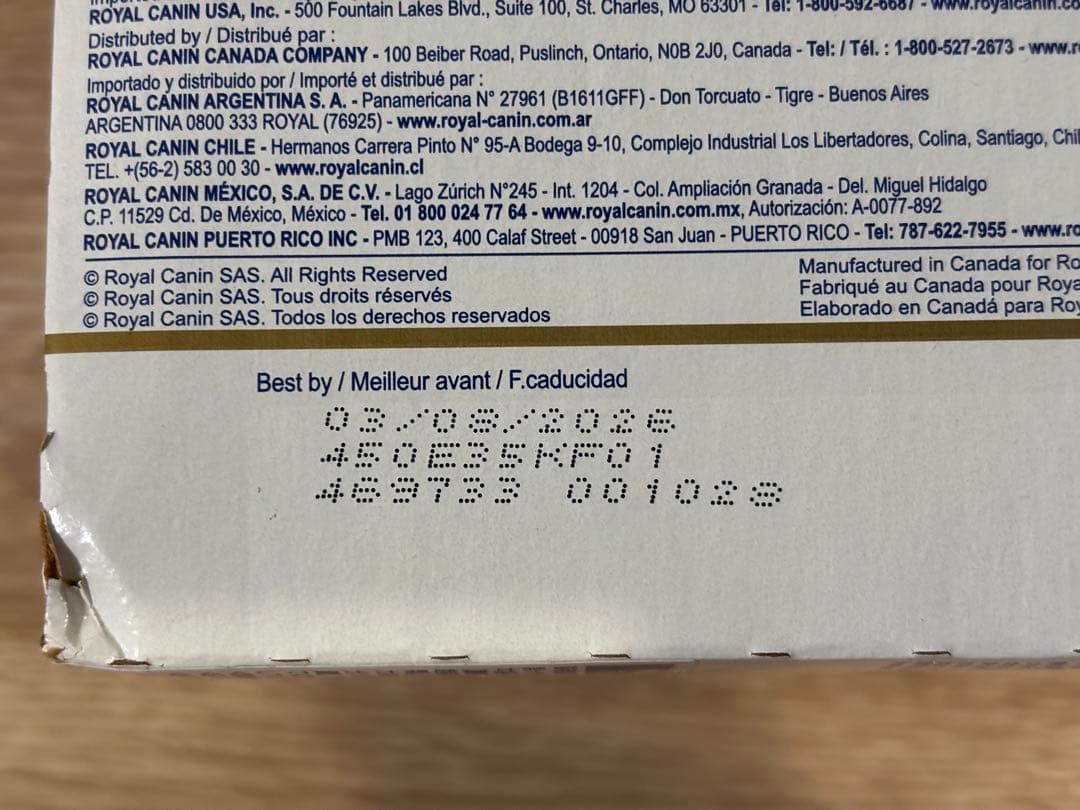 ROYAL CANIN USA, Inc. - 500 Fountain Lakes Blvd., Suite 100, St. Charles, MO 63301 - Tel: 1-800-592-6687 - www.royalcanin.co
Distributed by / Distribué par :
ROYAL CANIN CANADA COMPANY - 100 Beiber Road, Puslinch, Ontario, N0B 2J0, Canada - Tel: / Tél. : 1-800-527-2673 - www.r
Importado y distribuido por / Importé et distribué par :
ROYAL CANIN ARGENTINA S. A. - Panamericana N° 27961 (B1611GFF) - Don Torcuato - Tigre - Buenos Aires
ARGENTINA 0800 333 ROYAL (76925) - www.royal-canin.com.ar
ROYAL CANIN CHILE - Hermanos Carrera Pinto N° 95-A Bodega 9-10, Complejo Industrial Los Libertadores, Colina, Santiago, Chil
TEL. +(56-2) 583 00 30 - www.royalcanin.cl
ROYAL CANIN MÉXICO, S.A. DE C.V. - Lago Zúrich N°245 - Int. 1204 - Col. Ampliación Granada - Del. Miguel Hidalgo
C.P. 11529 Cd. De México, México - Tel. 01 800 024 77 64 - www.royalcanin.com.mx, Autorización: A-0077-892
ROYAL CANIN PUERTO RICO INC - PMB 123, 400 Calaf Street - 00918 San Juan - PUERTO RICO - Tel: 787-622-7955 - www.ro
© Royal Canin SAS. All Rights Reserved
© Royal Canin SAS. Tous droits réservés
© Royal Canin SAS. Todos los derechos reservados
Manufactured in Canada for Ro
Fabriqué au Canada pour Roya
Elaborado en Canadá para Roy
Best by / Meilleur avant / F.caducidad
03/08/2026
450E35KF01
469733 001028